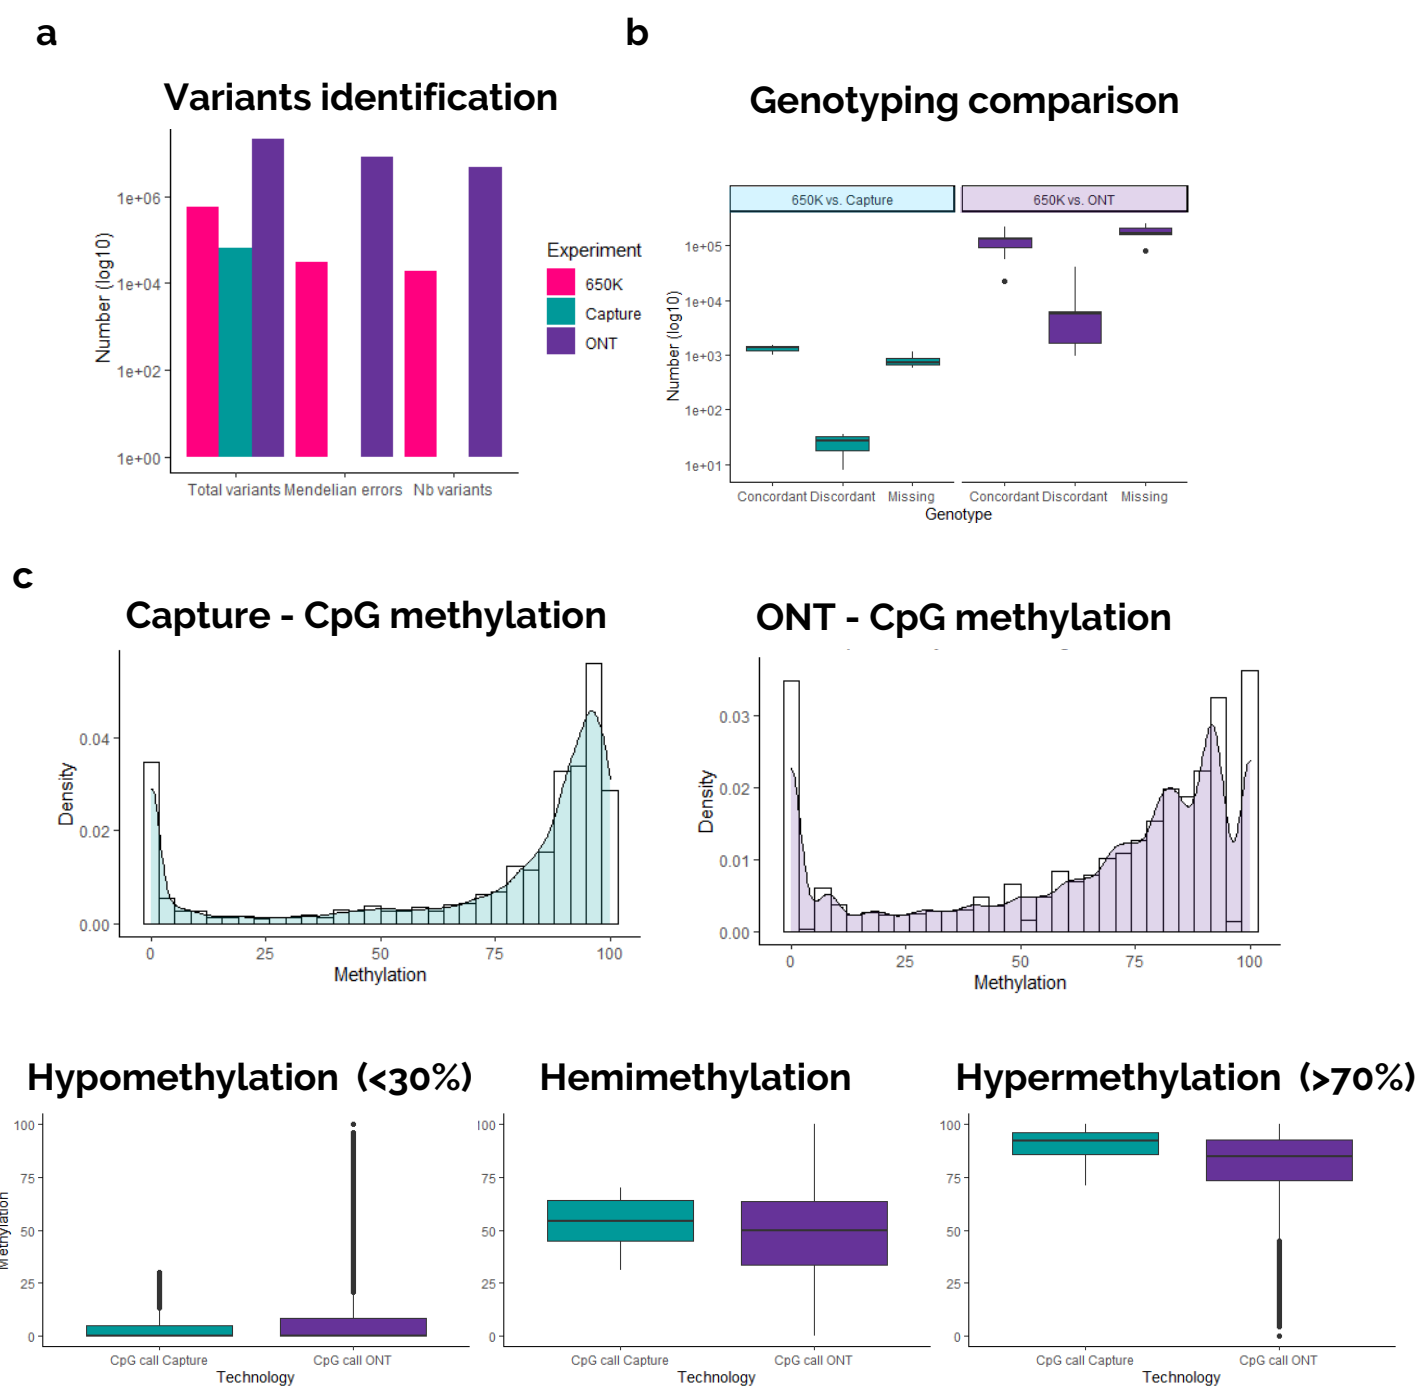 a
b
Variants identification
Genotyping comparison
Number (log10)
1e+06
1e+04
1e+02
1e+00
Total variants Mendelian errors Nb variants
Experiment
650K
Capture
ONT
650K vs. Capture
650K vs. ONT
Number (log10)
1e+05
1e+04
1e+03
1e+02
1e+01
Concordant Discordant Missing
Concordant Discordant Missing
Genotype
c
Capture - CpG methylation
ONT - CpG methylation
Density
0.04
0.02
0.00
0 25 50 75 100
Methylation
Density
0.03
0.02
0.01
0.00
0 25 50 75 100
Methylation
Hypomethylation (<30%)
Hemimethylation
Hypermethylation (>70%)
Methylation
100
75
50
25
0
CpG call Capture CpG call ONT
Technology
100
75
50
25
0
CpG call Capture CpG call ONT
Technology
100
75
50
25
0
CpG call Capture CpG call ONT
Technology